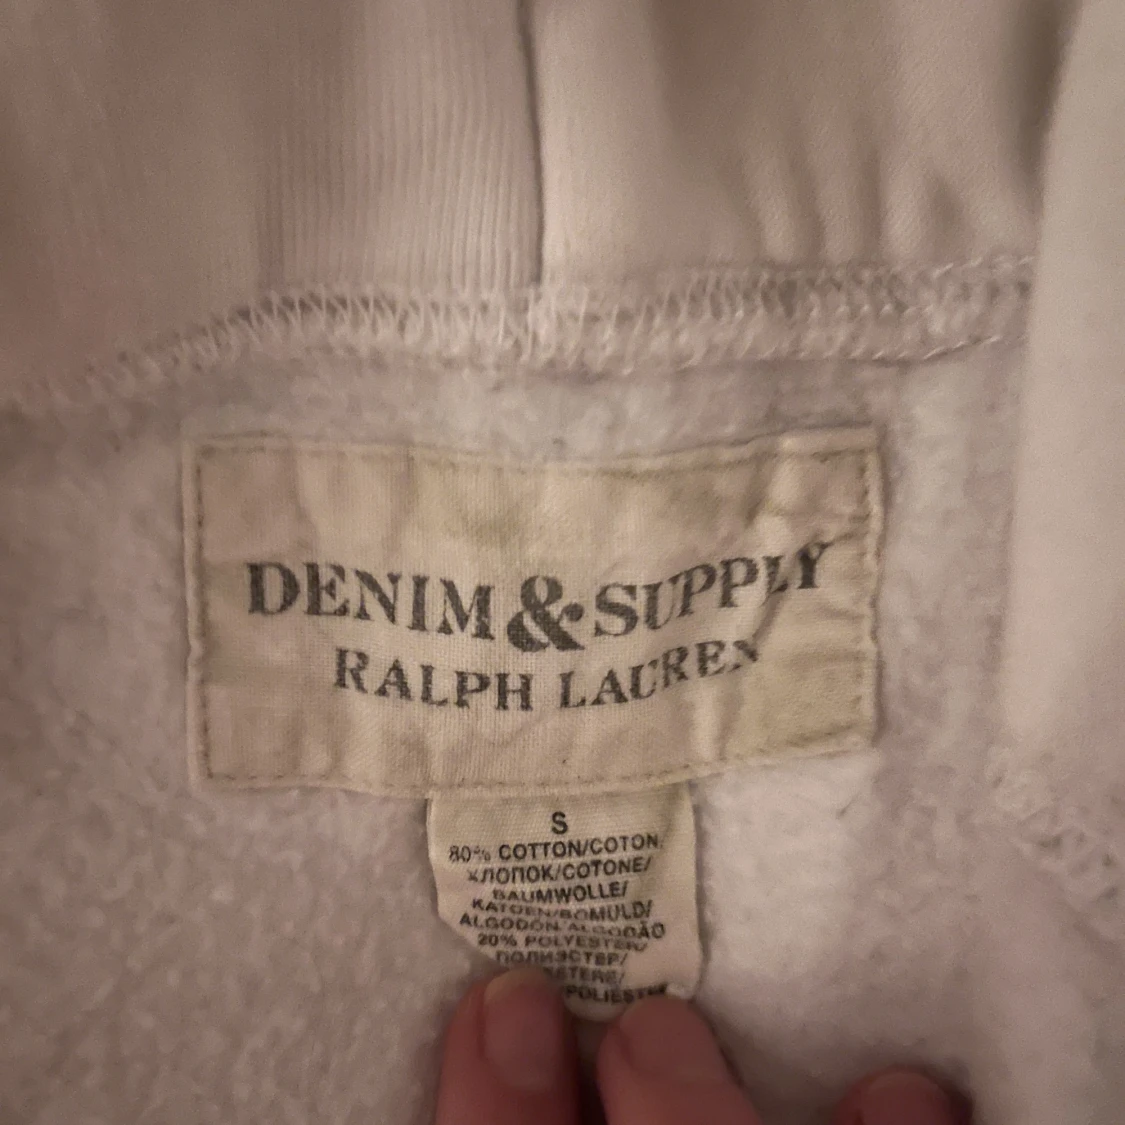 DENIM & SUPPLY
RALPH LAUREN
S
80% COTTON/COTON/
ХЛОПОК/COTONE/
BAUMWOLLE/
KATOEN/BOMULD/
ALGODÓN/ALGODÃO
20% POLYESTER/
ПОЛИЭСТЕР/